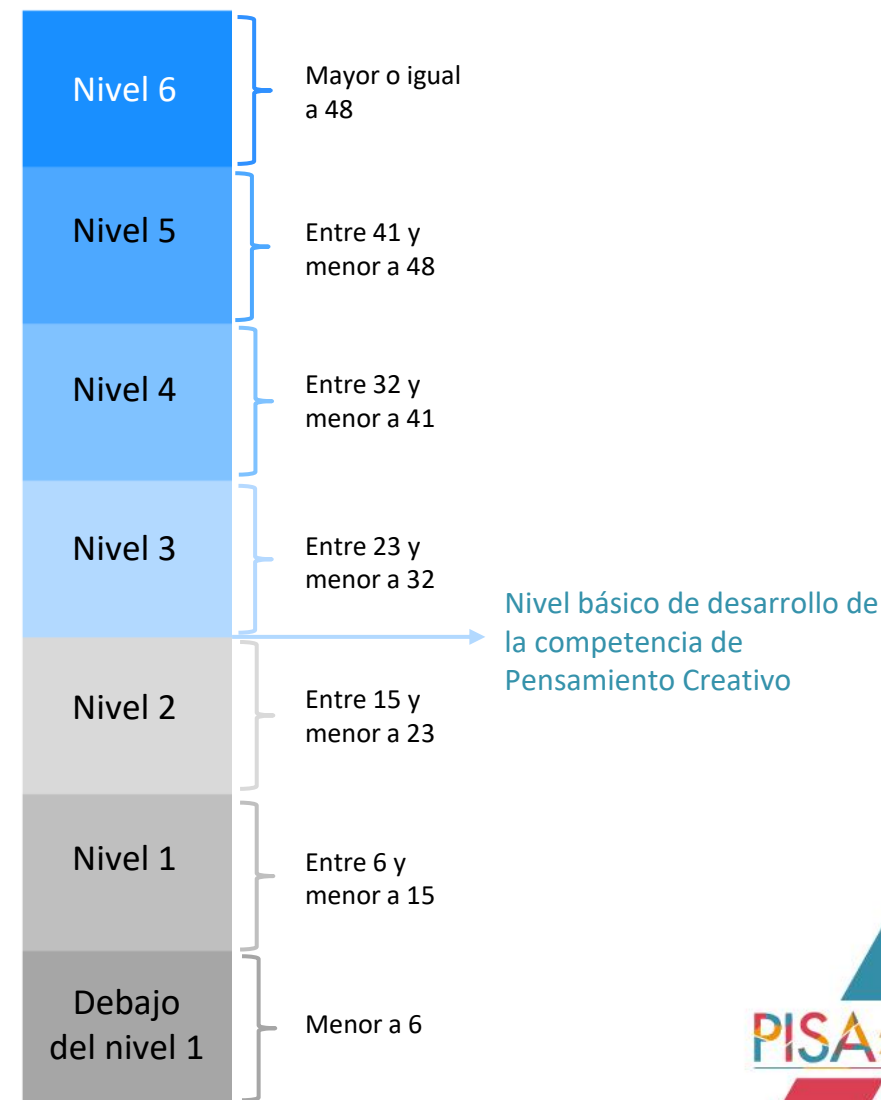 Nivel 6
Mayor o igual
a 48
Nivel 5
Entre 41 y
menor a 48
Nivel 4
Entre 32 y
menor a 41
Nivel 3
Entre 23 y
menor a 32
Nivel básico de desarrollo de
la competencia de
Pensamiento Creativo
Nivel 2
Entre 15 y
menor a 23
Nivel 1
Entre 6 y
menor a 15
Debajo
del nivel 1
Menor a 6
PISA